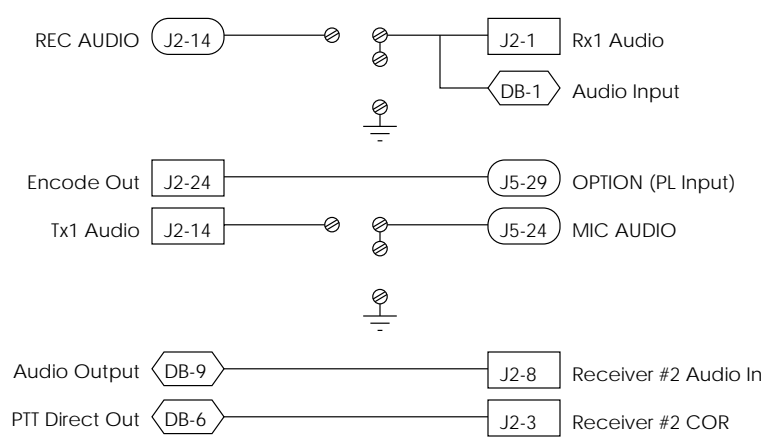 REC AUDIO J2-14 J2-1 Rx1 Audio
DB-1 Audio Input
Encode Out J2-24 J5-29 OPTION (PL Input)
Tx1 Audio J2-14 J5-24 MIC AUDIO
Audio Output DB-9 J2-8 Receiver #2 Audio In
PTT Direct Out DB-6 J2-3 Receiver #2 COR